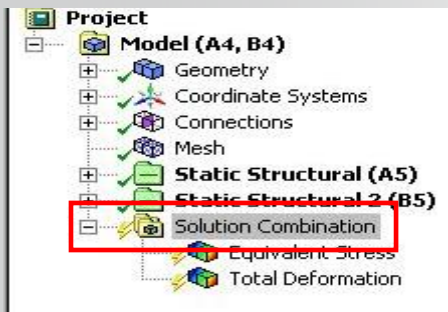 Project
Model (A4, B4)
Geometry
Coordinate Systems
Connections
Mesh
Static Structural (A5)
Static Structural 2 (B5)
Solution Combination
Equivalent Stress
Total Deformation